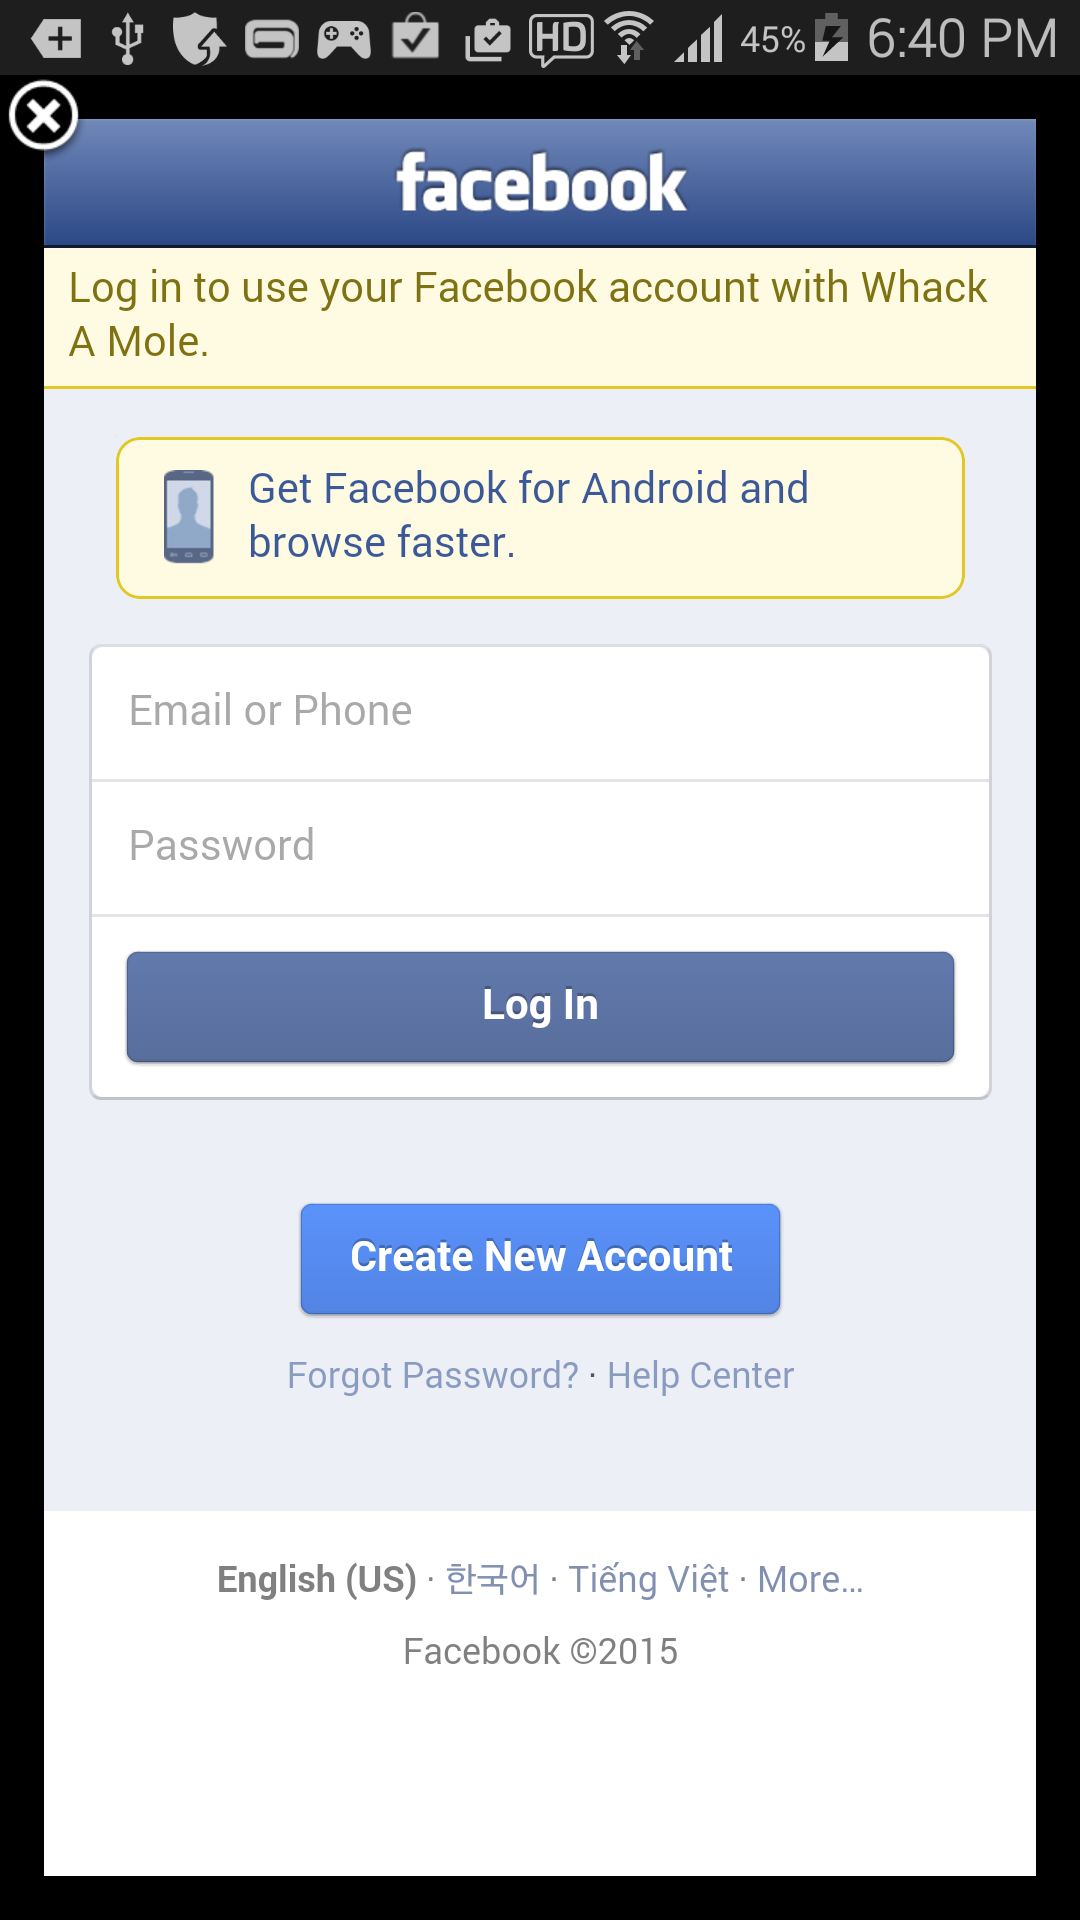 HD 45% 6:40 PM
facebook
Log in to use your Facebook account with Whack
A Mole.
Get Facebook for Android and
browse faster.
Email or Phone
Password
Log In
Create New Account
Forgot Password? · Help Center
English (US) · 한국어 · Tiếng Việt · More...
Facebook ©2015